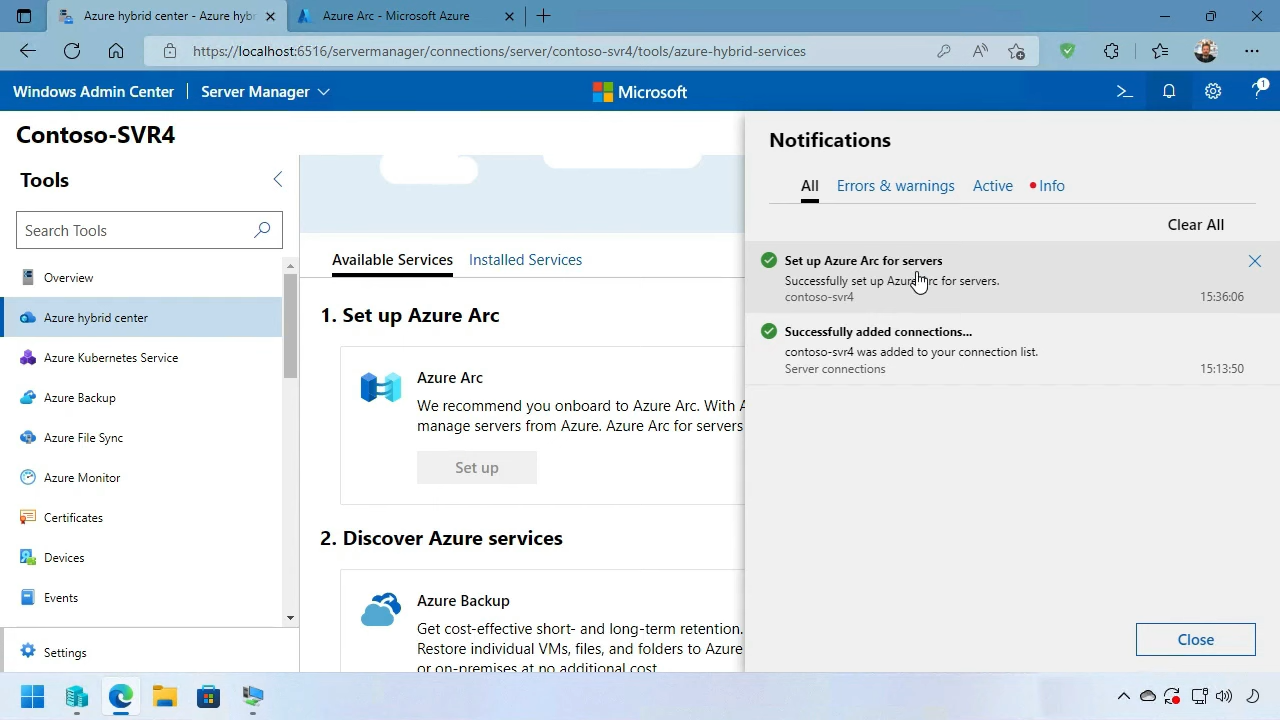 Azure hybrid center - Azure hybr
Azure Arc - Microsoft Azure
https://localhost:6516/servermanager/connections/server/contoso-svr4/tools/azure-hybrid-services
Windows Admin Center
Server Manager
Microsoft
1
Contoso-SVR4
Tools
Search Tools
Overview
Azure hybrid center
Azure Kubernetes Service
Azure Backup
Azure File Sync
Azure Monitor
Certificates
Devices
Events
Settings
Available Services
Installed Services
1. Set up Azure Arc
Azure Arc
We recommend you onboard to Azure Arc. With A
manage servers from Azure. Azure Arc for servers
Set up
2. Discover Azure services
Azure Backup
Get cost-effective short- and long-term retention.
Restore individual VMs, files, and folders to Azure
or on-premises at no additional cost.
Notifications
All
Errors & warnings
Active
Info
Clear All
Set up Azure Arc for servers
Successfully set up Azure Arc for servers.
contoso-svr4
15:36:06
Successfully added connections...
contoso-svr4 was added to your connection list.
Server connections
15:13:50
Close